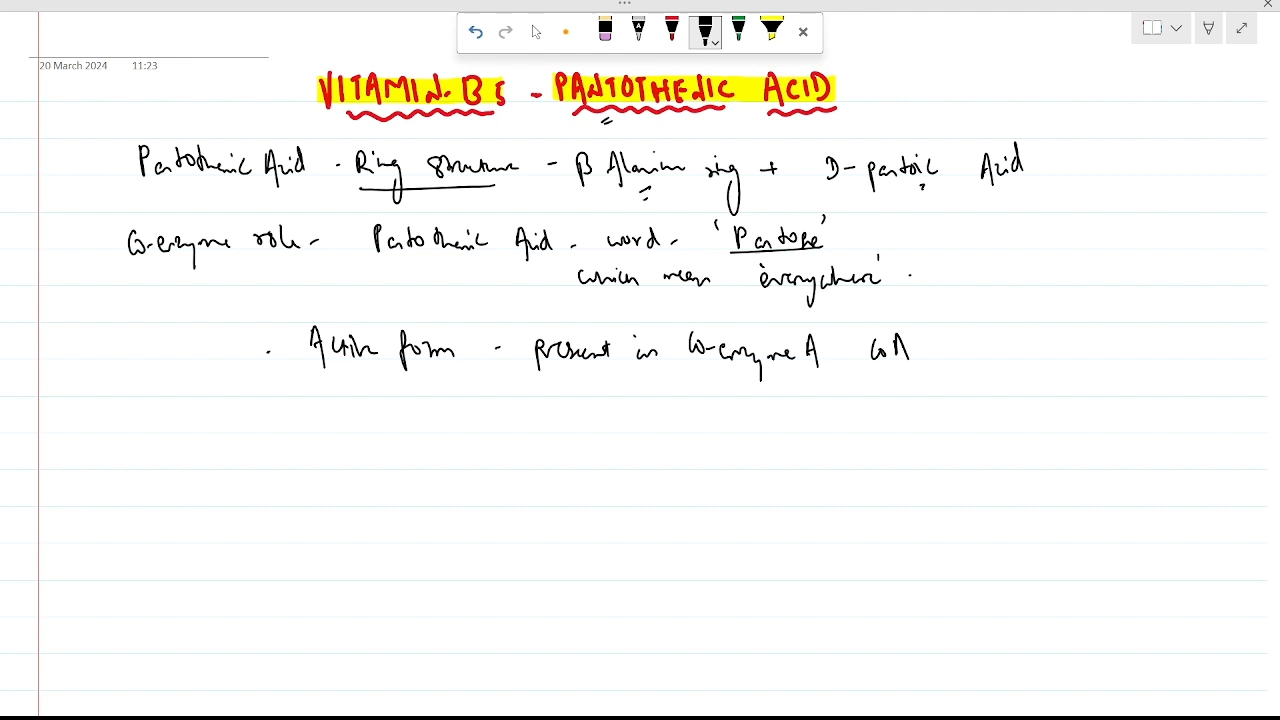 20 March 2024 11:23
VITAMIN-B5 - PANTOTHENIC ACID
Pantothenic Acid - Ring structure - β Alanine ring + D-pantoic Acid
Co-enzyme role - Pantothenic Acid - word - 'Pantose'
which mean 'everywhere'.
. Active form - present in Co-enzyme A CoA